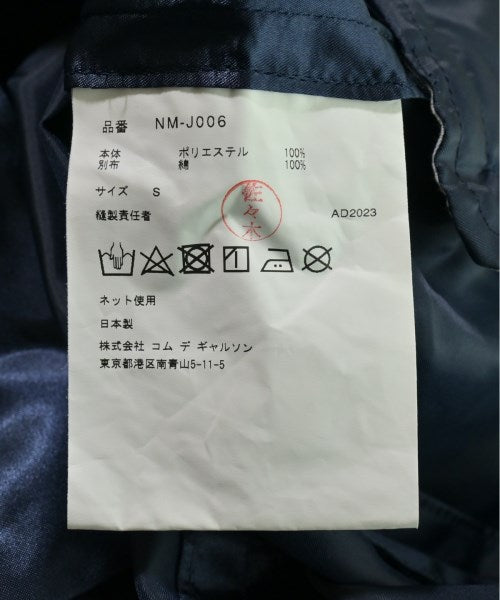 品番 NM-J006
本体 ポリエステル 100%
別布 綿 100%
サイズ S
縫製責任者 佐々木 AD2023
ネット使用
日本製
株式会社 コム デ ギャルソン
東京都港区南青山5-11-5